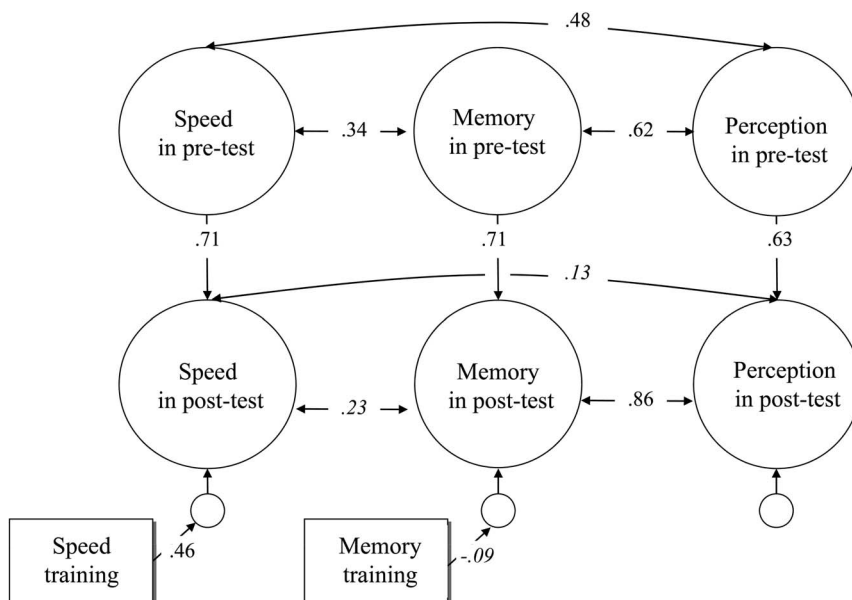 .48
Speed
in pre-test
.34
Memory
in pre-test
.62
Perception
in pre-test
.71
.71
.63
.13
Speed
in post-test
.23
Memory
in post-test
.86
Perception
in post-test
Speed
training
.46
Memory
training
-.09